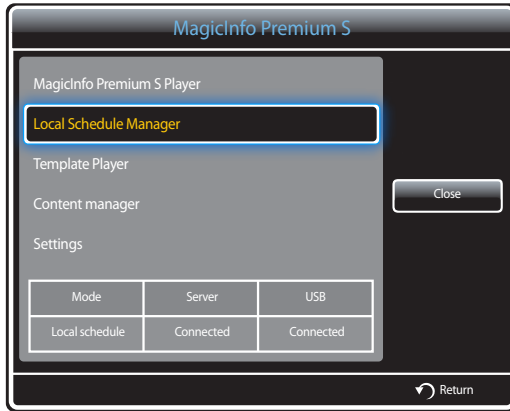 MagicInfo Premium S
MagicInfo Premium S Player
Local Schedule Manager
Template Player
Content manager
Settings
Close
Mode Server USB
Local schedule Connected Connected
Return